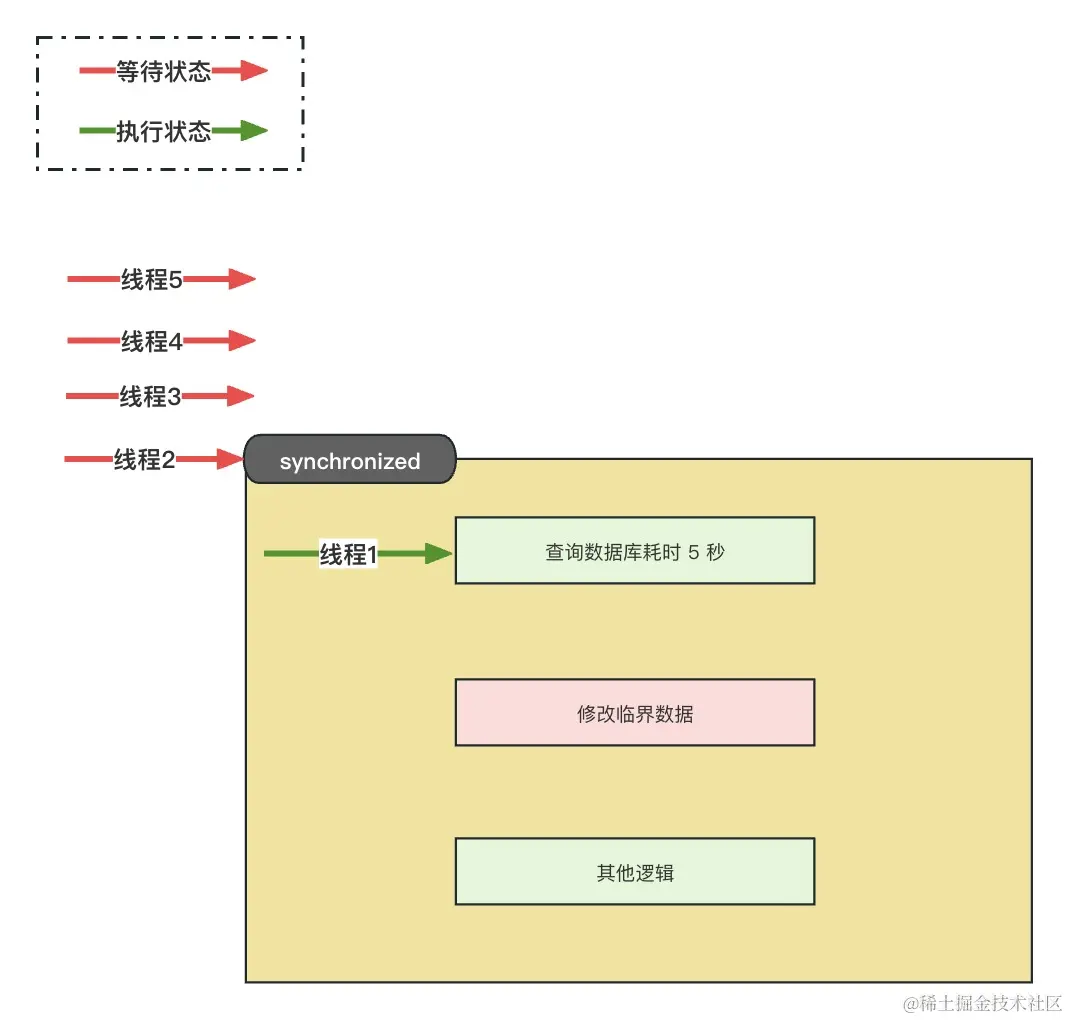 等待状态
执行状态
线程5
线程4
线程3
线程2
synchronized
线程1
查询数据库耗时 5 秒
修改临界数据
其他逻辑
@稀土掘金技术社区